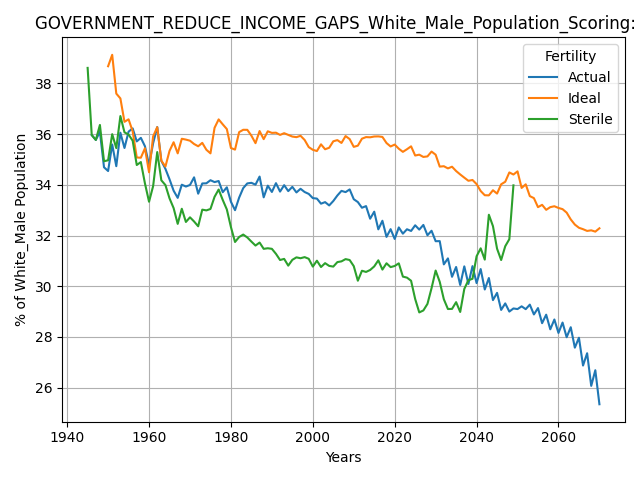 GOVERNMENT_REDUCE_INCOME_GAPS_White_Male_Population_Scoring:
Fertility
Actual
Ideal
Sterile
% of White_Male Population
38
36
34
32
30
28
26
1940 1960 1980 2000 2020 2040 2060
Years